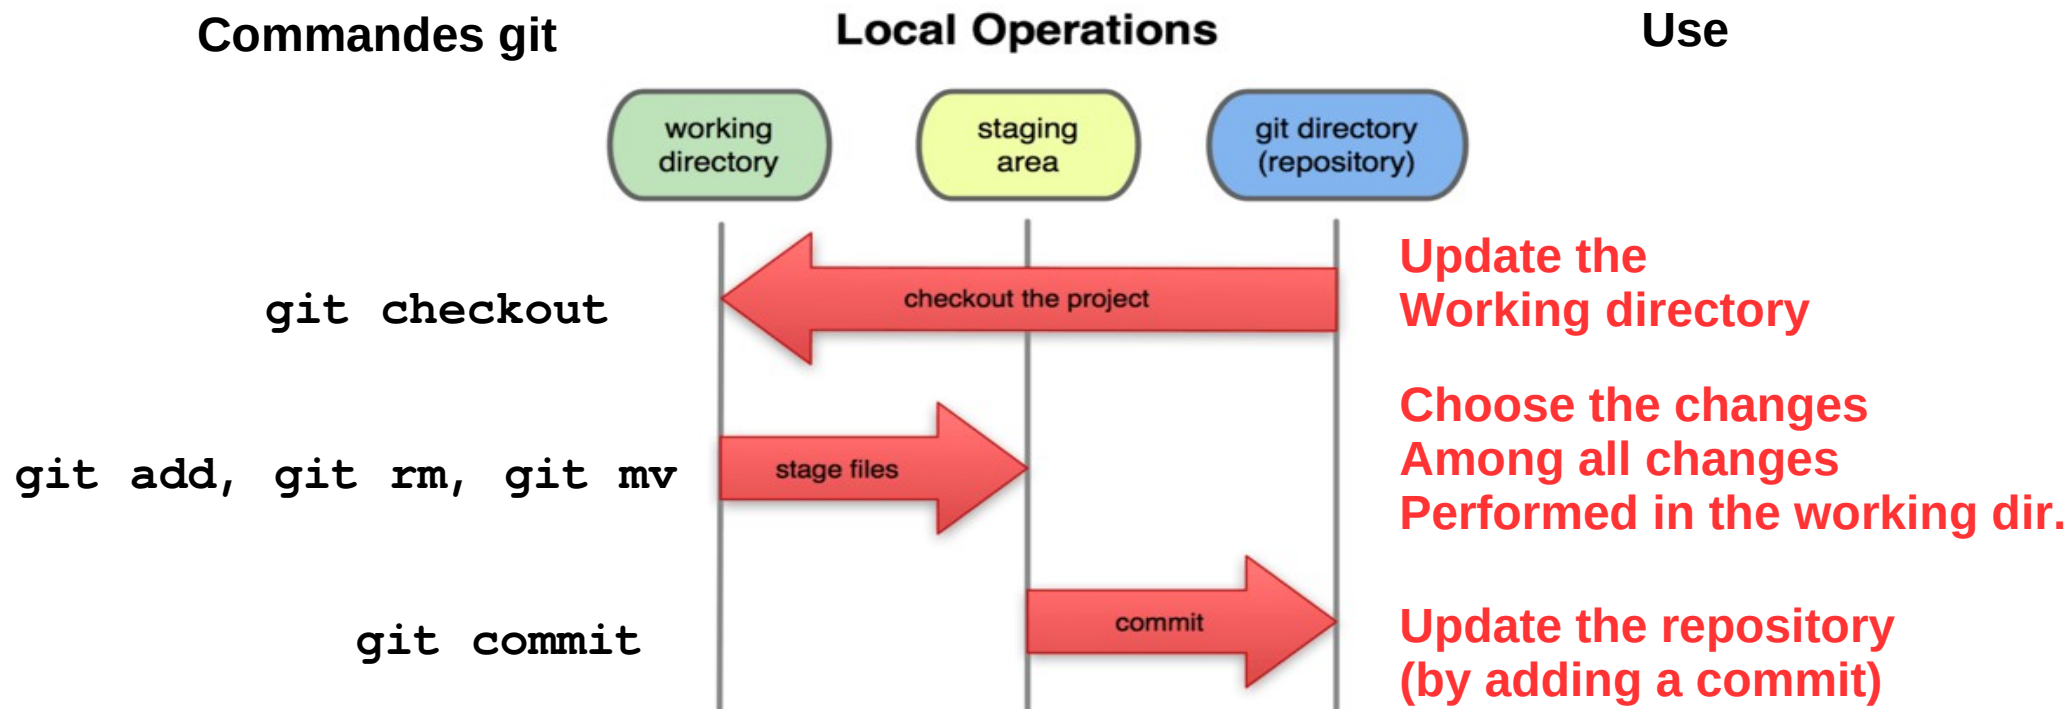 Commandes git
Local Operations
Use
working
directory
staging
area
git directory
(repository)
git checkout
checkout the project
Update the
Working directory
git add, git rm, git mv
stage files
Choose the changes
Among all changes
Performed in the working dir.
git commit
commit
Update the repository
(by adding a commit)